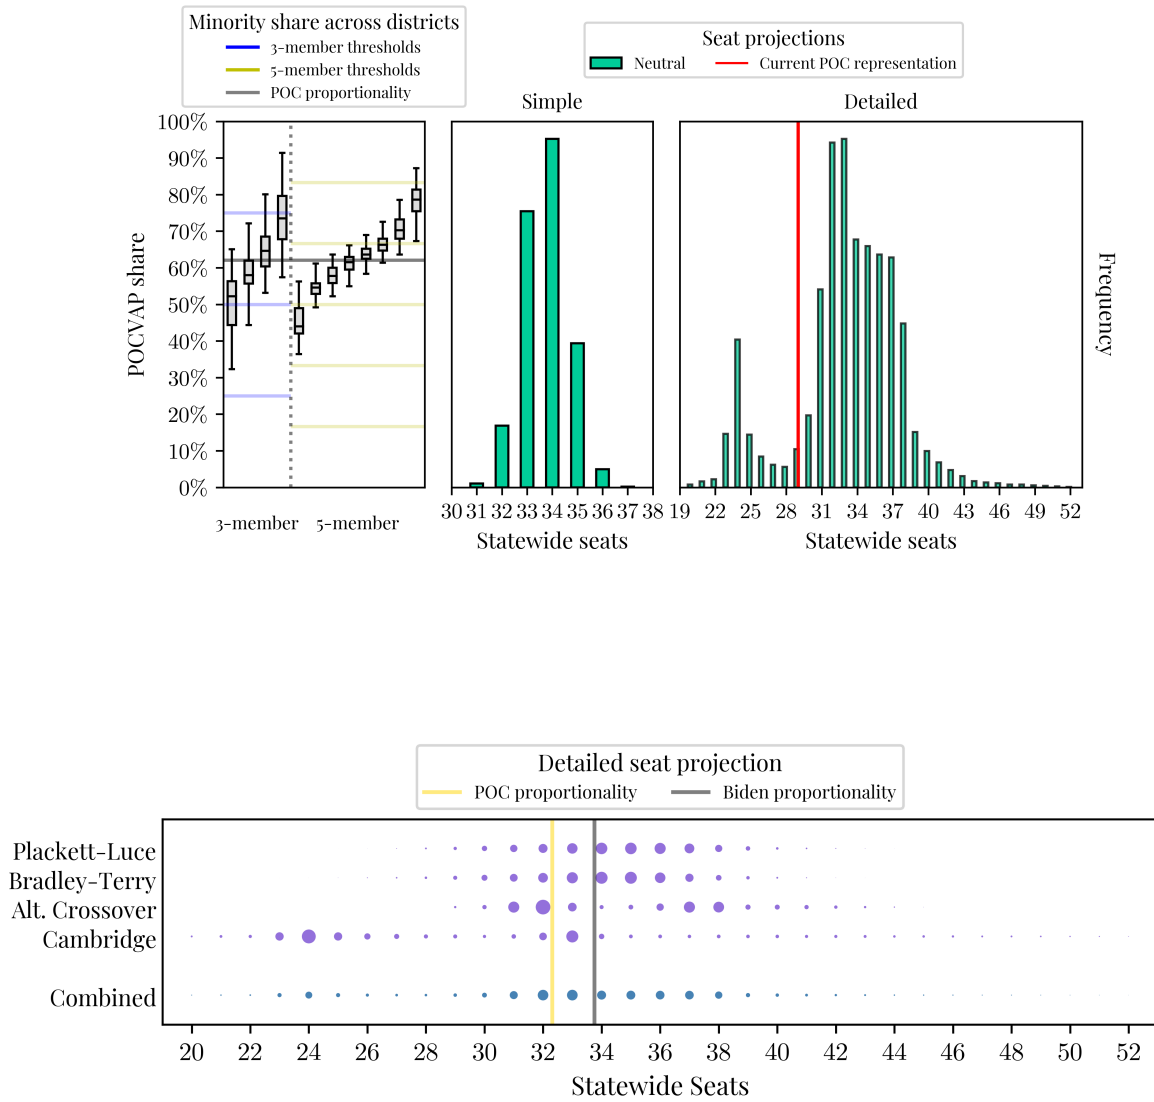 Minority share across districts
3-member thresholds
5-member thresholds
POC proportionality
Seat projections
Neutral
Current POC representation
Simple
Detailed
100%
90%
80%
70%
60%
50%
40%
30%
20%
10%
0%
POCVAP share
Frequency
3-member 5-member
30 31 32 33 34 35 36 37 38
Statewide seats
19 22 25 28 31 34 37 40 43 46 49 52
Statewide seats
Detailed seat projection
POC proportionality
Biden proportionality
Plackett-Luce
Bradley-Terry
Alt. Crossover
Cambridge
Combined
20 22 24 26 28 30 32 34 36 38 40 42 44 46 48 50 52
Statewide Seats